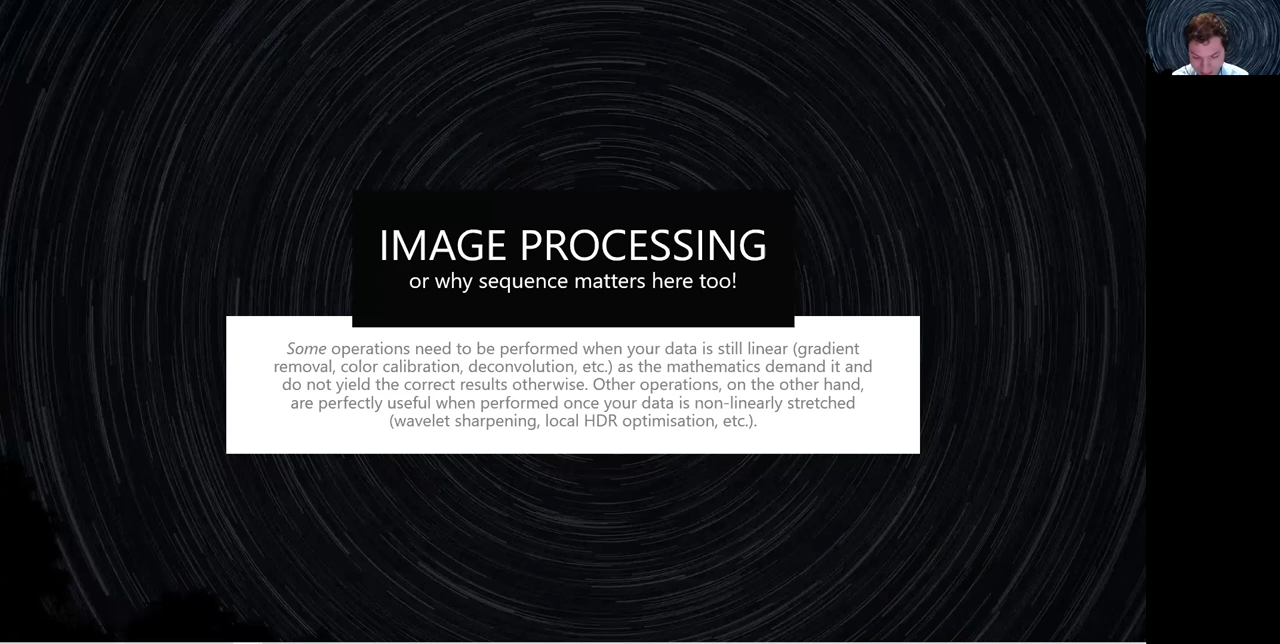 IMAGE PROCESSING
or why sequence matters here too!
Some operations need to be performed when your data is still linear (gradient
removal, color calibration, deconvolution, etc.) as the mathematics demand it and
do not yield the correct results otherwise. Other operations, on the other hand,
are perfectly useful when performed once your data is non-linearly stretched
(wavelet sharpening, local HDR optimisation, etc.).